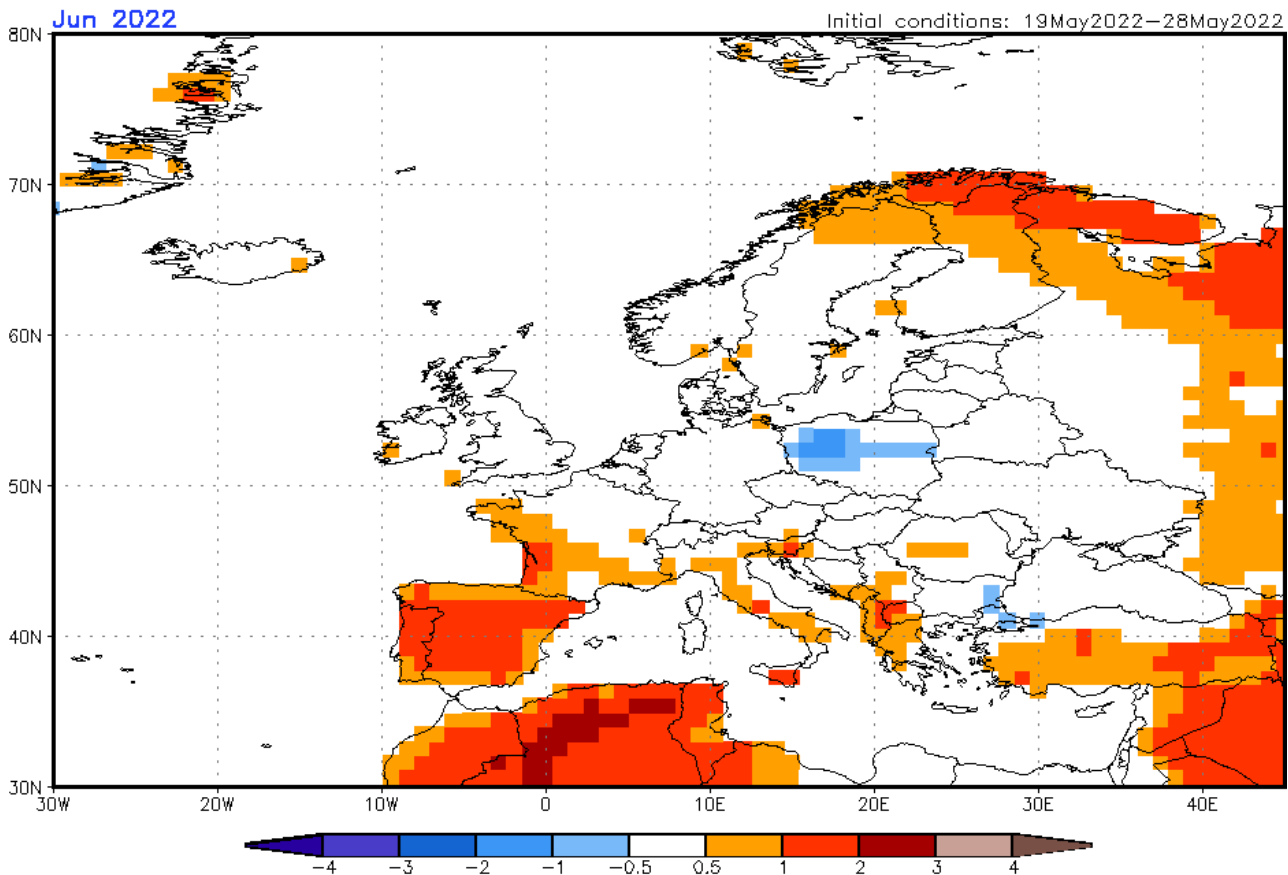 Jun 2022
Initial conditions: 19May2022–28May2022
80N
70N
60N
50N
40N
30N
30W 20W 10W 0 10E 20E 30E 40E
−4 −3 −2 −1 −0.5 0.5 1 2 3 4